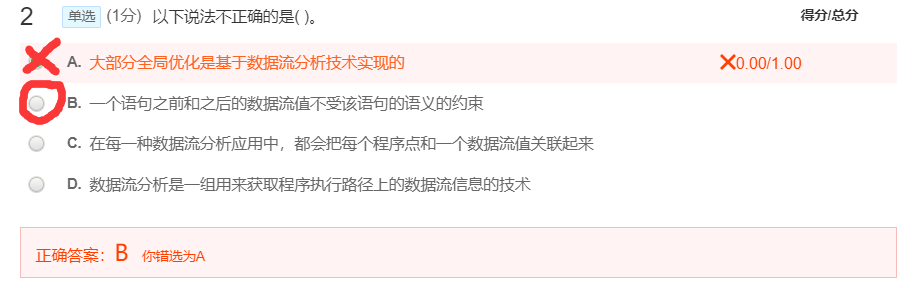 2 单选 (1分) 以下说法不正确的是( )。 得分/总分
A. 大部分全局优化是基于数据流分析技术实现的 0.00/1.00
B. 一个语句之前和之后的数据流值不受该语句的语义的约束
C. 在每一种数据流分析应用中，都会把每个程序点和一个数据流值关联起来
D. 数据流分析是一组用来获取程序执行路径上的数据流信息的技术
正确答案：B 你错选为A